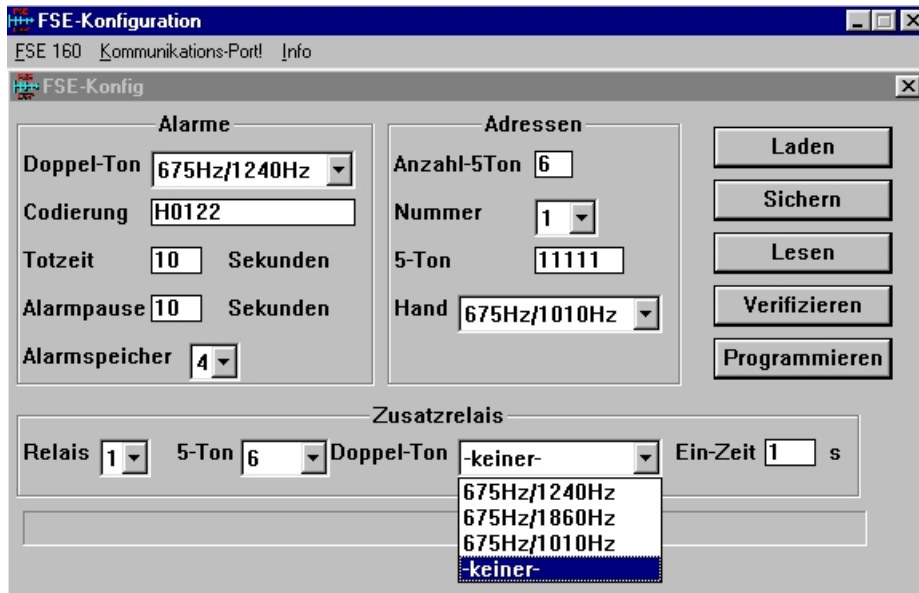 FSE-Konfiguration
FSE 160 Kommunikations-Port! Info
FSE-Konfig
Alarme
Doppel-Ton 675Hz/1240Hz
Codierung H0122
Totzeit 10 Sekunden
Alarmpause 10 Sekunden
Alarmspeicher 4
Adressen
Anzahl-5Ton 6
Nummer 1
5-Ton 11111
Hand 675Hz/1010Hz
Laden
Sichern
Lesen
Verifizieren
Programmieren
Zusatzrelais
Relais 1 5-Ton 6 Doppel-Ton -keiner- Ein-Zeit 1 s
675Hz/1240Hz
675Hz/1860Hz
675Hz/1010Hz
-keiner-